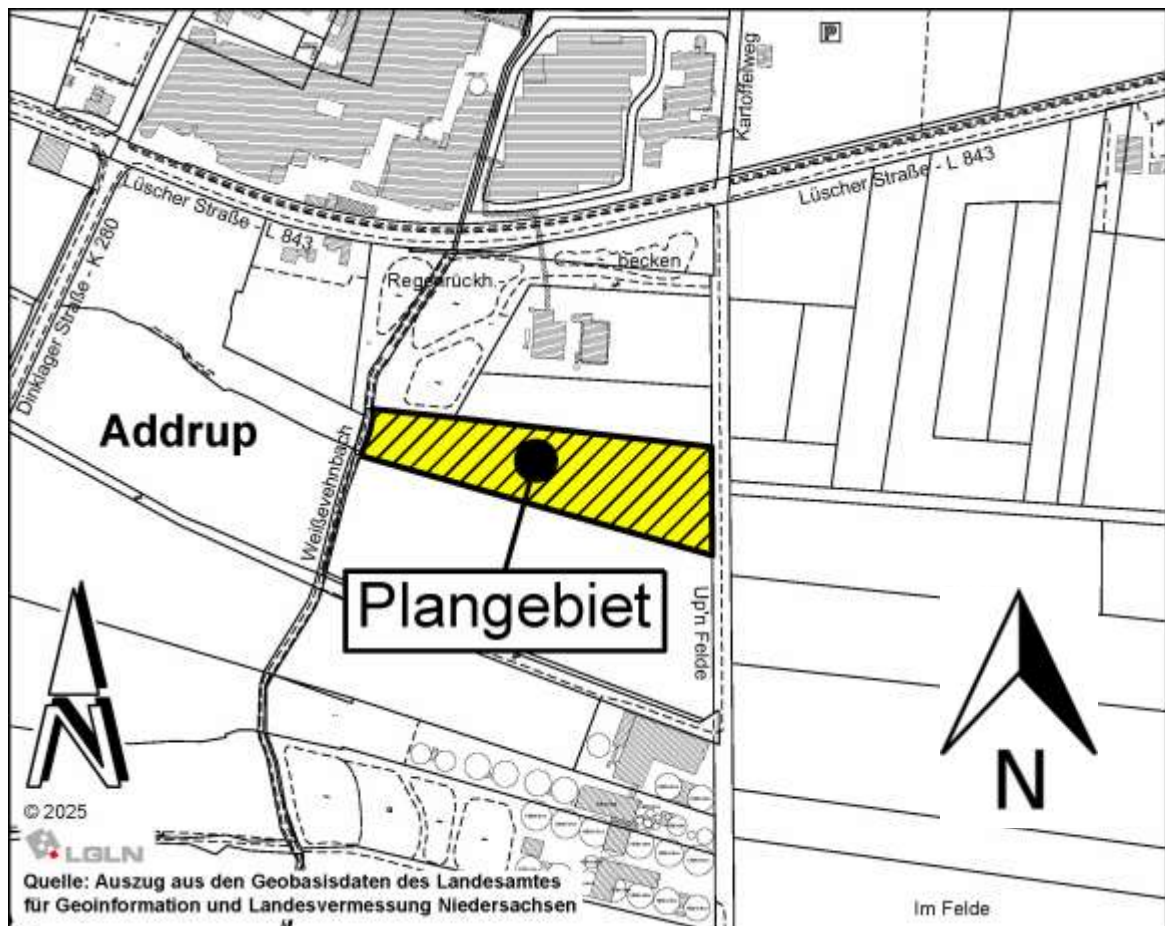 P
Kartoffelweg
Lüscher Straße - L 843
Lüscher Straße - L 843
Dinklager Straße - K 280
Regenrückh.-
becken
Addrup
Weißevehnbach
Plangebiet
Up'n Felde
N
N
© 2025
LGLN
Quelle: Auszug aus den Geobasisdaten des Landesamtes
für Geoinformation und Landesvermessung Niedersachsen
Im Felde